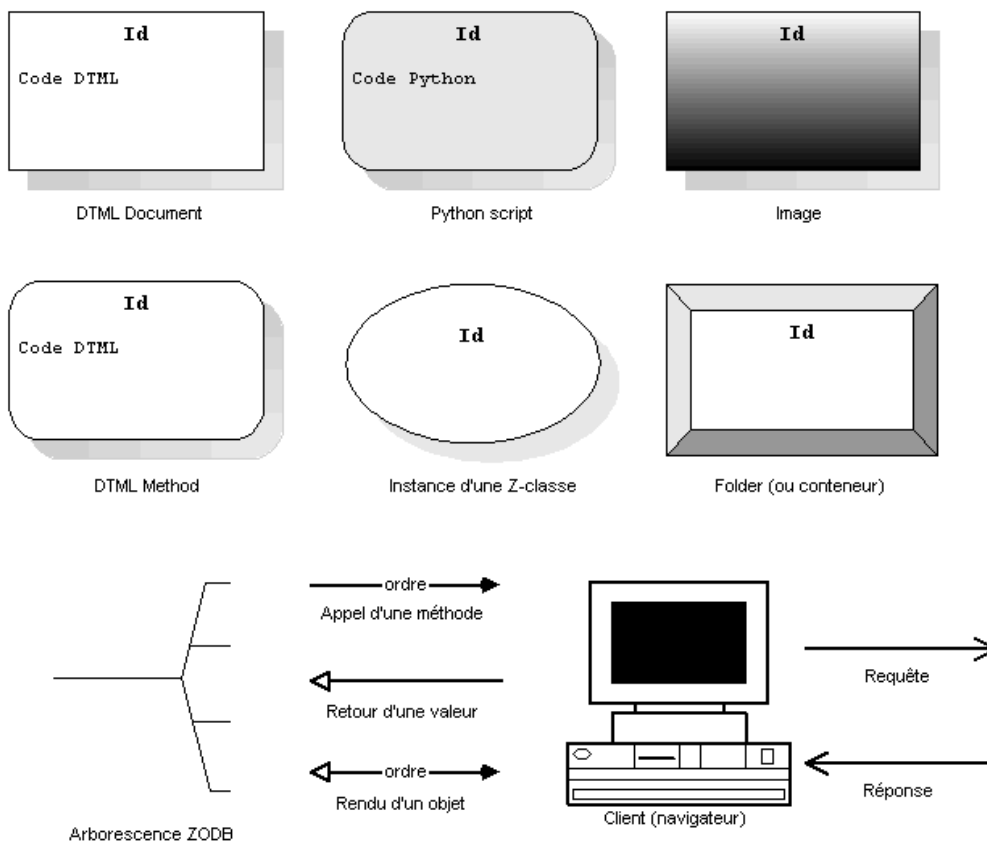 Id
Code DTML
DTML Document
Id
Code Python
Python script
Id
Image
Id
Code DTML
DTML Method
Id
Instance d'une Z-classe
Id
Folder (ou conteneur)
Arborescence ZODB
ordre
Appel d'une méthode
Retour d'une valeur
ordre
Rendu d'un objet
Client (navigateur)
Requête
Réponse